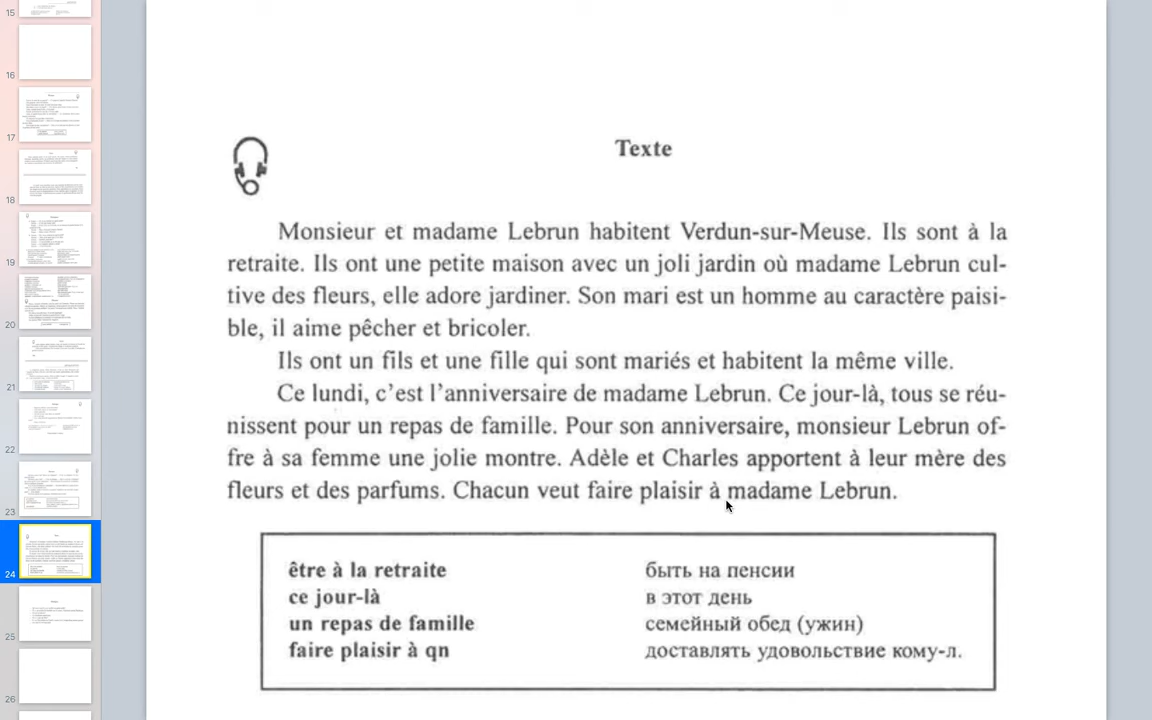 15
16
17
18
19
20
21
22
23
24
25
26
Texte
Monsieur et madame Lebrun habitent Verdun-sur-Meuse. Ils sont à la
retraite. Ils ont une petite maison avec un joli jardin où madame Lebrun cul-
tive des fleurs, elle adore jardiner. Son mari est un homme au caractère paisi-
ble, il aime pêcher et bricoler.
Ils ont un fils et une fille qui sont mariés et habitent la même ville.
Ce lundi, c’est l’anniversaire de madame Lebrun. Ce jour-là, tous se réu-
nissent pour un repas de famille. Pour son anniversaire, monsieur Lebrun of-
fre à sa femme une jolie montre. Adèle et Charles apportent à leur mère des
fleurs et des parfums. Chacun veut faire plaisir à madame Lebrun.
être à la retraite быть на пенсии
ce jour-là в этот день
un repas de famille семейный обед (ужин)
faire plaisir à qn доставлять удовольствие кому-л.